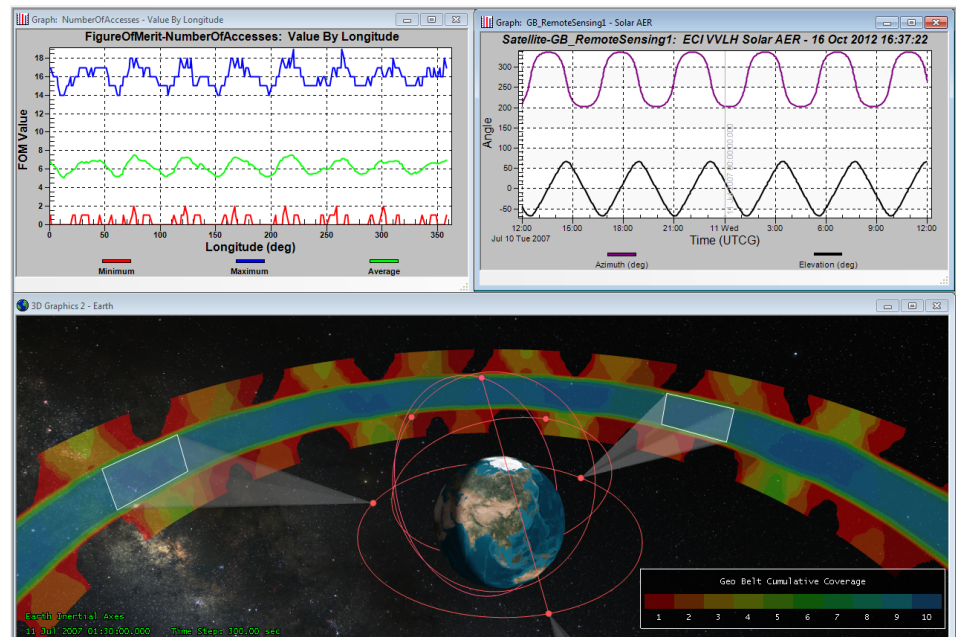 Graph: NumberOfAccesses - Value By Longitude
FigureOfMerit-NumberOfAccesses: Value By Longitude
FOM Value
18
16
14
12
10
8
6
4
2
0
0
50
100
150
200
250
300
350
Longitude (deg)
Minimum
Maximum
Average
Graph: GB_RemoteSensing1 - Solar AER
Satellite-GB_RemoteSensing1: ECI VVLH Solar AER - 16 Oct 2012 16:37:22
Angle
300
250
200
150
100
50
0
-50
12:00
15:00
18:00
21:00
11 Wed
3:00
6:00
9:00
12:00
Jul 10 Tue 2007
Time (UTCG)
Azimuth (deg)
Elevation (deg)
3D Graphics 2 - Earth
Geo Belt Cumulative Coverage
1 2 3 4 5 6 7 8 9 10
Earth Inertial Axes
11 Jul 2007 01:30:00.000 Time Step: 300.00 sec